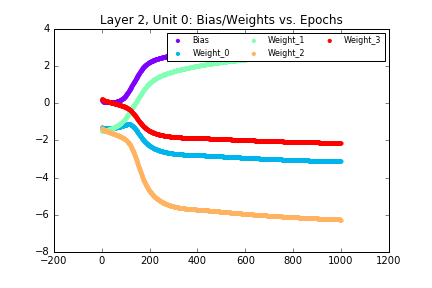 Layer 2, Unit 0: Bias/Weights vs. Epochs
Bias Weight_1 Weight_3
Weight_0 Weight_2
4
2
0
−2
−4
−6
−8
−200 0 200 400 600 800 1000 1200